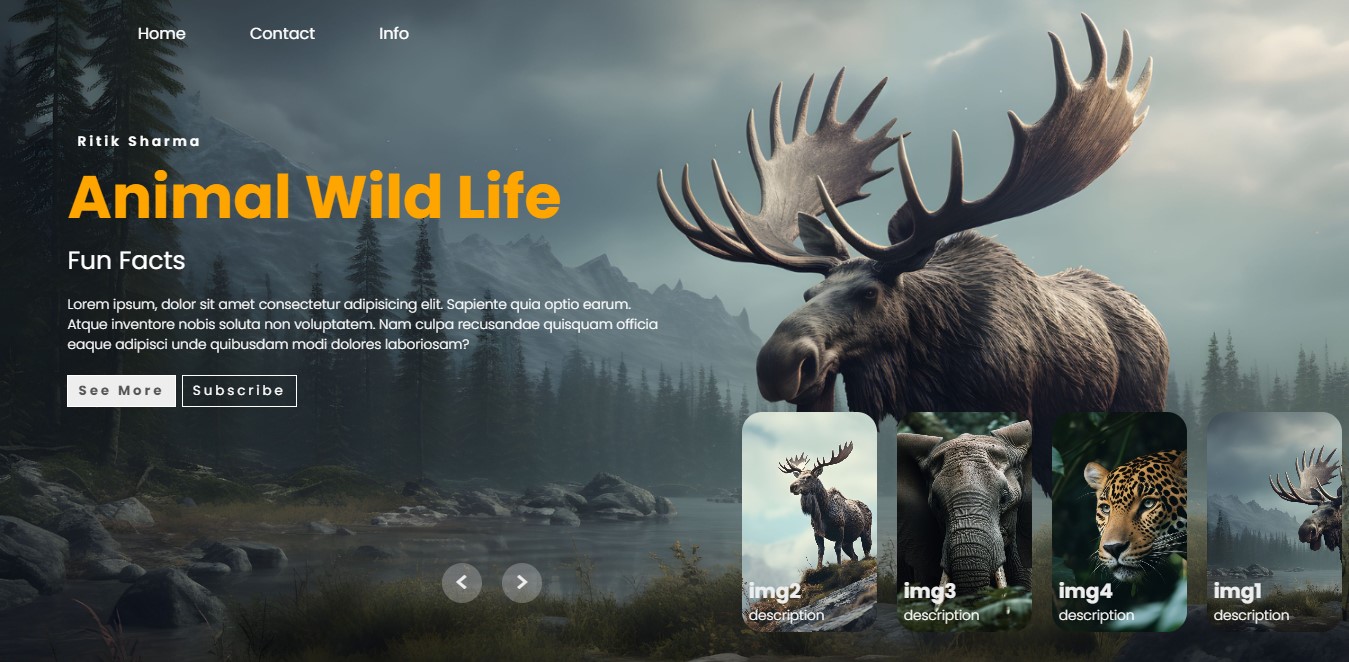 Home Contact Info
Ritik Sharma
Animal Wild Life
Fun Facts
Lorem ipsum, dolor sit amet consectetur adipisicing elit. Sapiente quia optio earum.
Atque inventore nobis soluta non voluptatem. Nam culpa recusandae quisquam officia
eaque adipisci unde quibusdam modi dolores laboriosam?
See More Subscribe
< >
img2 img3 img4 img1
description description description description